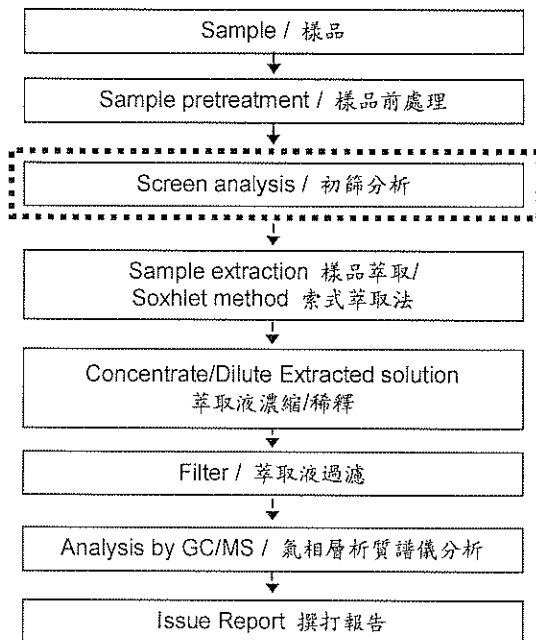 Sample / 樣品
Sample pretreatment / 樣品前處理
Screen analysis / 初篩分析
Sample extraction 樣品萃取/
Soxhlet method 索式萃取法
Concentrate/Dilute Extracted solution
萃取液濃縮/稀釋
Filter / 萃取液過濾
Analysis by GC/MS / 氣相層析質譜儀分析
Issue Report 撰打報告